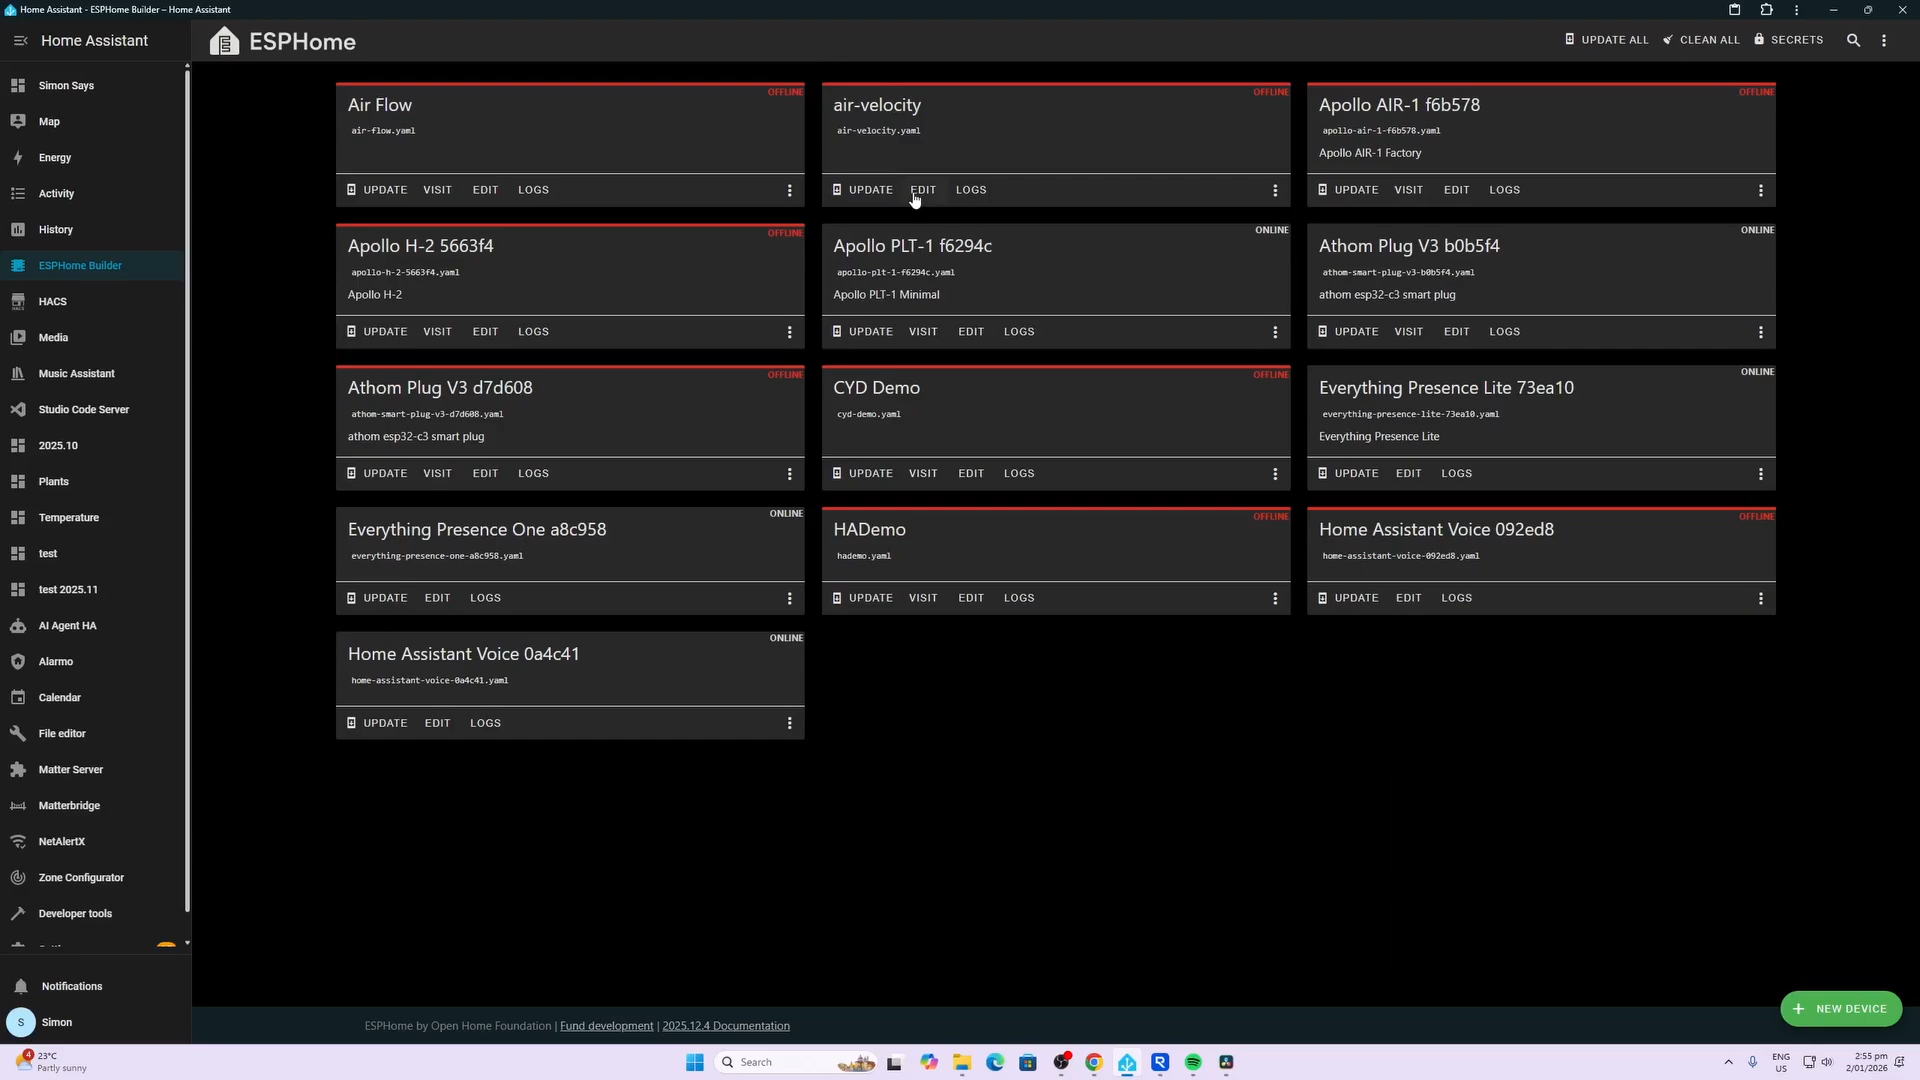 Home Assistant - ESPHome Builder – Home Assistant
Home Assistant
ESPHome
UPDATE ALL
CLEAN ALL
SECRETS
Simon Says
Map
Energy
Activity
History
ESPHome Builder
HACS
Media
Music Assistant
Studio Code Server
2025.10
Plants
Temperature
test
test 2025.11
AI Agent HA
Alarmo
Calendar
File editor
Matter Server
Matterbridge
NetAlertX
Zone Configurator
Developer tools
Notifications
S
Simon
OFFLINE
Air Flow
air-flow.yaml
UPDATE VISIT EDIT LOGS
OFFLINE
air-velocity
air-velocity.yaml
UPDATE EDIT LOGS
OFFLINE
Apollo AIR-1 f6b578
apollo-air-1-f6b578.yaml
Apollo AIR-1 Factory
UPDATE VISIT EDIT LOGS
OFFLINE
Apollo H-2 5663f4
apollo-h-2-5663f4.yaml
Apollo H-2
UPDATE VISIT EDIT LOGS
ONLINE
Apollo PLT-1 f6294c
apollo-plt-1-f6294c.yaml
Apollo PLT-1 Minimal
UPDATE VISIT EDIT LOGS
ONLINE
Athom Plug V3 b0b5f4
athom-smart-plug-v3-b0b5f4.yaml
athom esp32-c3 smart plug
UPDATE VISIT EDIT LOGS
OFFLINE
Athom Plug V3 d7d608
athom-smart-plug-v3-d7d608.yaml
athom esp32-c3 smart plug
UPDATE VISIT EDIT LOGS
OFFLINE
CYD Demo
cyd-demo.yaml
UPDATE VISIT EDIT LOGS
ONLINE
Everything Presence Lite 73ea10
everything-presence-lite-73ea10.yaml
Everything Presence Lite
UPDATE EDIT LOGS
ONLINE
Everything Presence One a8c958
everything-presence-one-a8c958.yaml
UPDATE EDIT LOGS
OFFLINE
HADemo
hademo.yaml
UPDATE VISIT EDIT LOGS
OFFLINE
Home Assistant Voice 092ed8
home-assistant-voice-092ed8.yaml
UPDATE EDIT LOGS
ONLINE
Home Assistant Voice 0a4c41
home-assistant-voice-0a4c41.yaml
UPDATE EDIT LOGS
NEW DEVICE
ESPHome by Open Home Foundation | Fund development | 2025.12.4 Documentation
4
23°C
Partly sunny
Search
ENG
US
2:55 pm
2/01/2026